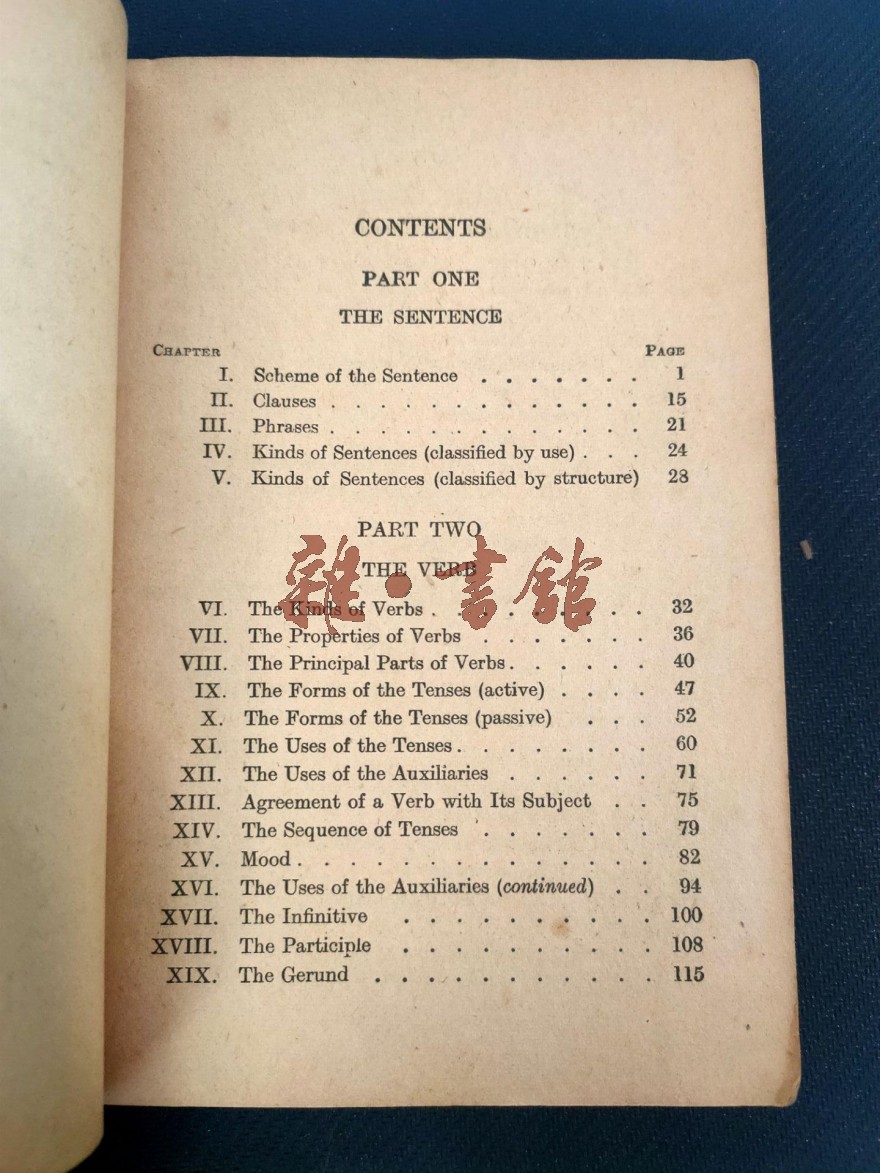 CONTENTS
PART ONE
THE SENTENCE
CHAPTER PAGE
I. Scheme of the Sentence . . . . . . . 1
II. Clauses . . . . . . . . . . . . . 15
III. Phrases . . . . . . . . . . . . . 21
IV. Kinds of Sentences (classified by use) . . . 24
V. Kinds of Sentences (classified by structure) 28
PART TWO
THE VERB
雜·書館
VI. The Kinds of Verbs . . . . . . . . 32
VII. The Properties of Verbs . . . . . . 36
VIII. The Principal Parts of Verbs . . . . . . 40
IX. The Forms of the Tenses (active) . . . . 47
X. The Forms of the Tenses (passive) . . . 52
XI. The Uses of the Tenses . . . . . . . . 60
XII. The Uses of the Auxiliaries . . . . . . 71
XIII. Agreement of a Verb with Its Subject . . 75
XIV. The Sequence of Tenses . . . . . . . 79
XV. Mood . . . . . . . . . . . . . . 82
XVI. The Uses of the Auxiliaries (continued) . . 94
XVII. The Infinitive . . . . . . . . . . 100
XVIII. The Participle . . . . . . . . . . 108
XIX. The Gerund . . . . . . . . . . . 115